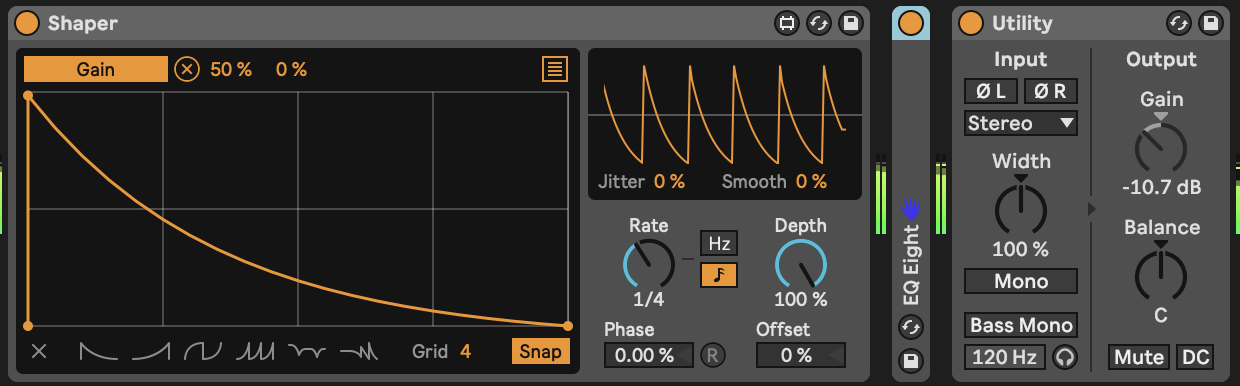 Shaper
Gain 50 % 0 %
Jitter 0 % Smooth 0 %
Rate Depth
Hz
1/4 100 %
Phase Offset
0.00 % R 0 %
Grid 4 Snap
EQ Eight
Utility
Input Output
Ø L Ø R
Gain
Stereo
Width
-10.7 dB
Balance
100 %
Mono
C
Bass Mono
120 Hz Mute DC